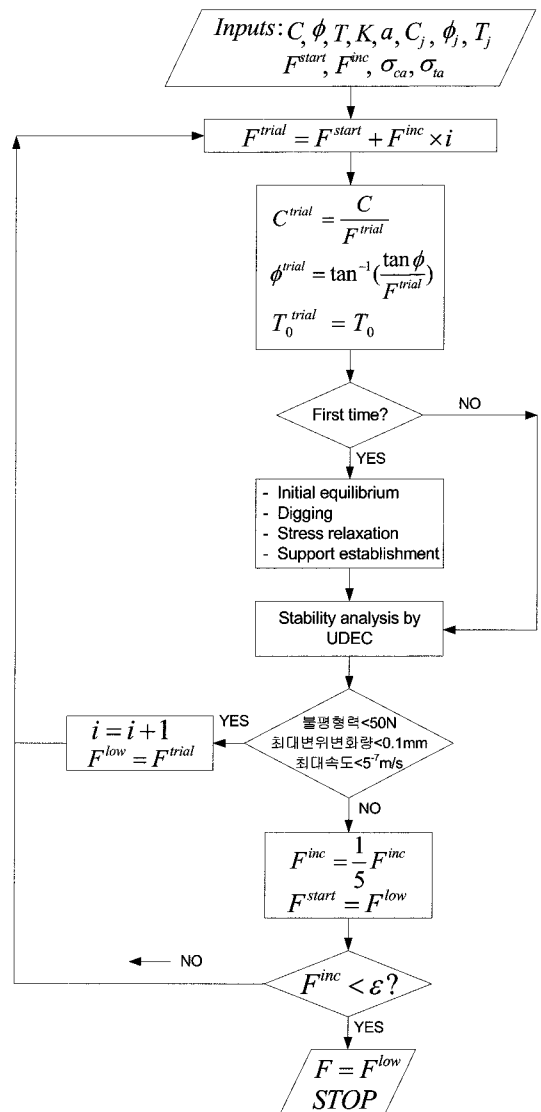 Inputs: C, ϕ, T, K, a, C_j, ϕ_j, T_j
F^start, F^inc, σ_ca, σ_ta
F^trial = F^start + F^inc × i
C^trial = C / F^trial
ϕ^trial = tan^-1(tan ϕ / F^trial)
T_0^trial = T_0
First time?
NO
YES
- Initial equilibrium
- Digging
- Stress relaxation
- Support establishment
Stability analysis by
UDEC
불평형력<50N
최대변위변화량<0.1mm
최대속도<5^-7m/s
YES
i = i + 1
F^low = F^trial
NO
F^inc = 1/5 F^inc
F^start = F^low
NO
F^inc < ε?
YES
F = F^low
STOP